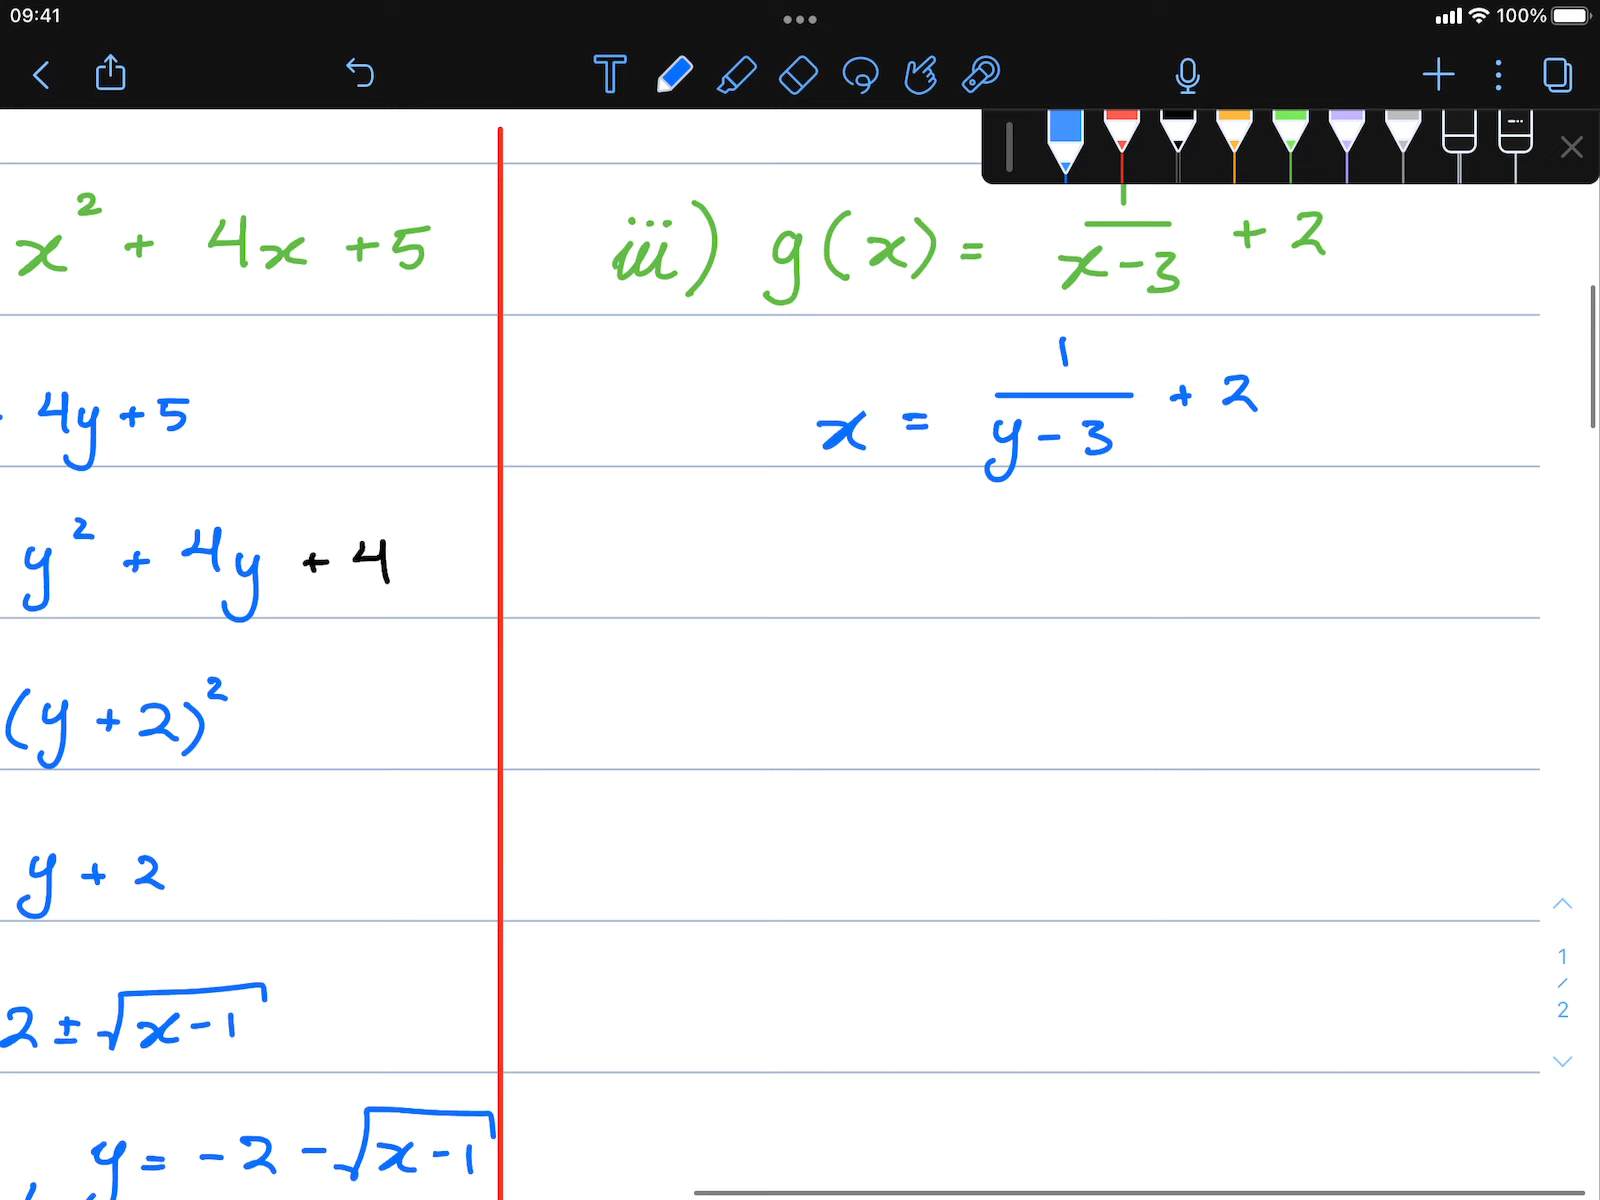 09:41
100%
x² + 4x + 5
4y + 5
y² + 4y + 4
(y + 2)²
y + 2
2 ± √(x - 1)
y = -2 - √(x - 1)
iii) g(x) = 1/(x - 3) + 2
x = 1/(y - 3) + 2
1 / 2